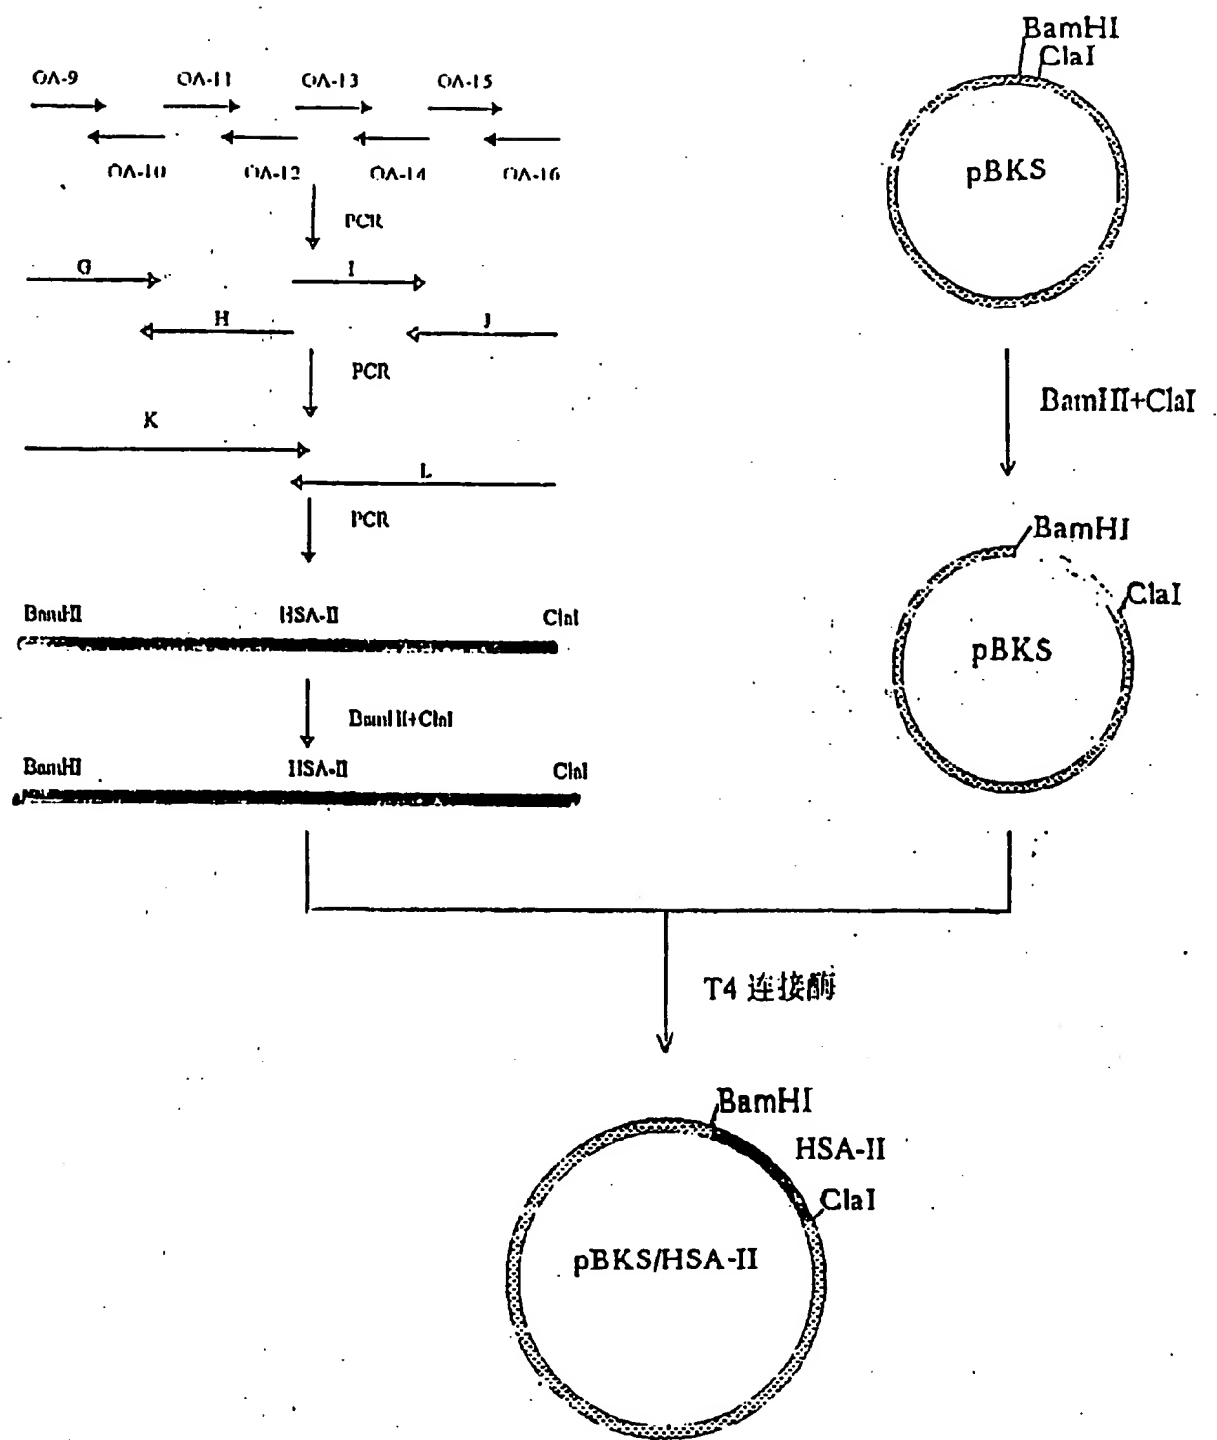 BamHI
ClaI
OA-9 OA-11 OA-13 OA-15
OA-10 OA-12 OA-14 OA-16
pBKS
PCR
G I
H J
PCR
BamHI+ClaI
K
L
PCR
BamHI
ClaI
BamHI HSA-II ClaI
pBKS
BamHI+ClaI
BamHI HSA-II ClaI
T4 连接酶
BamHI
HSA-II
ClaI
pBKS/HSA-II